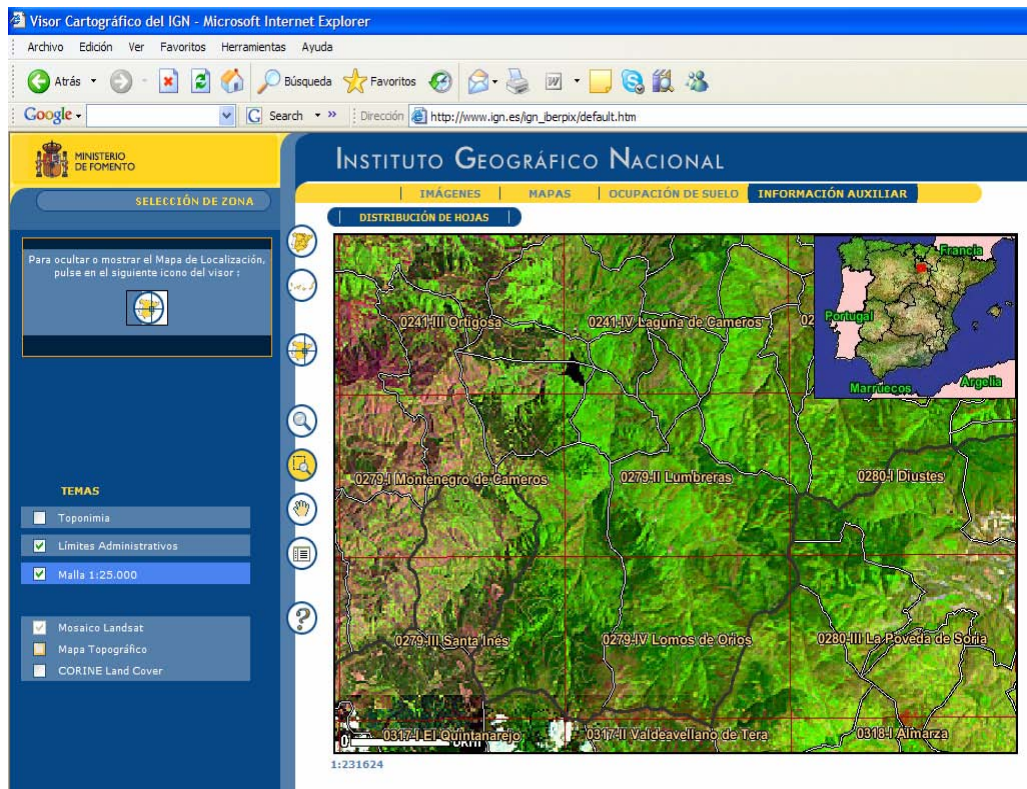 Visor Cartográfico del IGN - Microsoft Internet Explorer
Archivo Edición Ver Favoritos Herramientas Ayuda
Atrás Búsqueda Favoritos
Google Search » Dirección http://www.ign.es/ign_iberpix/default.htm
MINISTERIO
DE FOMENTO
INSTITUTO GEOGRÁFICO NACIONAL
SELECCIÓN DE ZONA
IMÁGENES | MAPAS | OCUPACIÓN DE SUELO INFORMACIÓN AUXILIAR
DISTRIBUCIÓN DE HOJAS
Para ocultar o mostrar el Mapa de Localización,
pulse en el siguiente icono del visor :
Francia
Portugal
Marruecos
Argelia
0241-III Ortigosa
0241-IV Laguna de Cameros
02
0279-I Montenegro de Cameros
0279-II Lumbreras
0280-I Diustes
TEMAS
Toponimia
Límites Administrativos
Malla 1:25.000
Mosaico Landsat
Mapa Topográfico
CORINE Land Cover
0279-III Santa Inés
0279-IV Lomos de Orios
0280-III La Poveda de Soria
0317-I El Quintanarejo
0317-II Valdeavellano de Tera
0318-I Almarza
0
1:231624